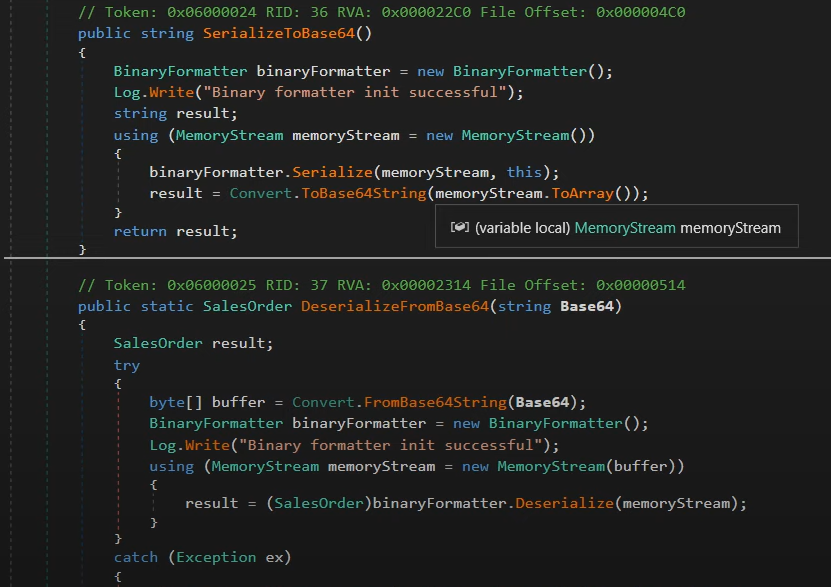 // Token: 0x06000024 RID: 36 RVA: 0x000022C0 File Offset: 0x000004C0
public string SerializeToBase64()
{
BinaryFormatter binaryFormatter = new BinaryFormatter();
Log.Write("Binary formatter init successful");
string result;
using (MemoryStream memoryStream = new MemoryStream())
{
binaryFormatter.Serialize(memoryStream, this);
result = Convert.ToBase64String(memoryStream.ToArray());
}
(variable local) MemoryStream memoryStream
return result;
}
// Token: 0x06000025 RID: 37 RVA: 0x00002314 File Offset: 0x00000514
public static SalesOrder DeserializeFromBase64(string Base64)
{
SalesOrder result;
try
{
byte[] buffer = Convert.FromBase64String(Base64);
BinaryFormatter binaryFormatter = new BinaryFormatter();
Log.Write("Binary formatter init successful");
using (MemoryStream memoryStream = new MemoryStream(buffer))
{
result = (SalesOrder)binaryFormatter.Deserialize(memoryStream);
}
}
catch (Exception ex)
{